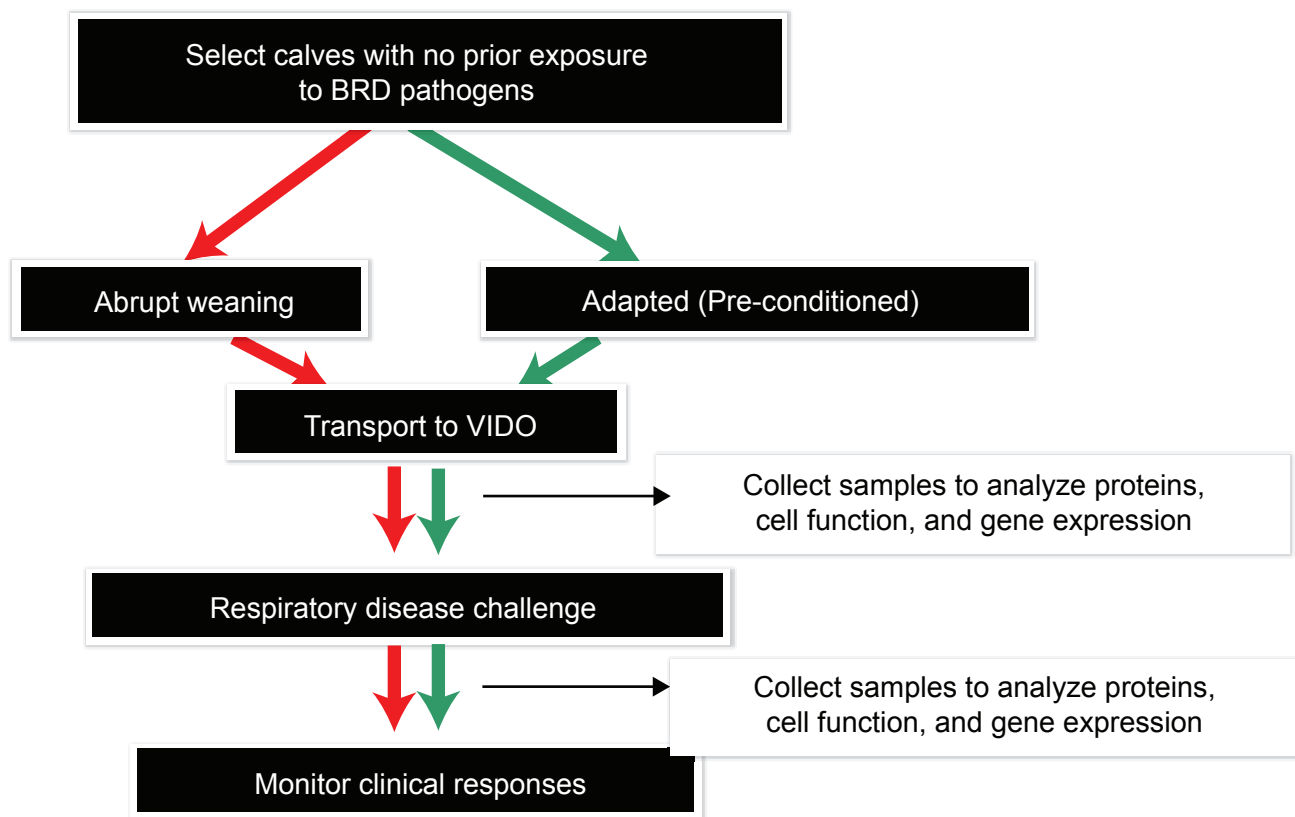 Select calves with no prior exposure
to BRD pathogens
Abrupt weaning
Adapted (Pre-conditioned)
Transport to VIDO
Collect samples to analyze proteins,
cell function, and gene expression
Respiratory disease challenge
Collect samples to analyze proteins,
cell function, and gene expression
Monitor clinical responses